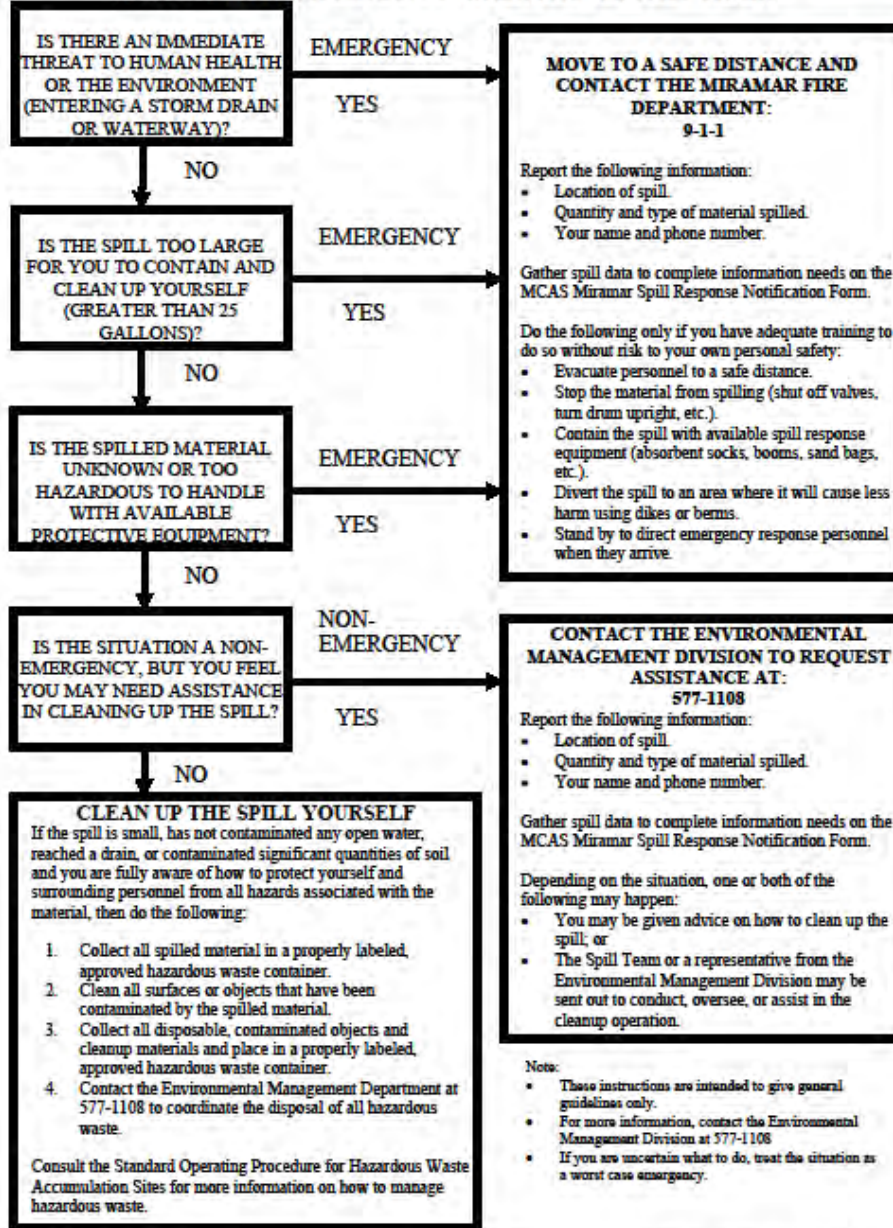 IS THERE AN IMMEDIATE
THREAT TO HUMAN HEALTH
OR THE ENVIRONMENT
(ENTERING A STORM DRAIN
OR WATERWAY)?
EMERGENCY
YES
NO
MOVE TO A SAFE DISTANCE AND
CONTACT THE MIRAMAR FIRE
DEPARTMENT:
9-1-1
Report the following information:
• Location of spill.
• Quantity and type of material spilled.
• Your name and phone number.
Gather spill data to complete information needs on the
MCAS Miramar Spill Response Notification Form.
Do the following only if you have adequate training to
do so without risk to your own personal safety:
• Evacuate personnel to a safe distance.
• Stop the material from spilling (shut off valves,
turn drum upright, etc.).
• Contain the spill with available spill response
equipment (absorbent socks, booms, sand bags,
etc.).
• Divert the spill to an area where it will cause less
harm using dikes or berms.
• Stand by to direct emergency response personnel
when they arrive.
IS THE SPILL TOO LARGE
FOR YOU TO CONTAIN AND
CLEAN UP YOURSELF
(GREATER THAN 25
GALLONS)?
EMERGENCY
YES
NO
IS THE SPILLED MATERIAL
UNKNOWN OR TOO
HAZARDOUS TO HANDLE
WITH AVAILABLE
PROTECTIVE EQUIPMENT?
EMERGENCY
YES
NO
IS THE SITUATION A NON-
EMERGENCY, BUT YOU FEEL
YOU MAY NEED ASSISTANCE
IN CLEANING UP THE SPILL?
NON-
EMERGENCY
YES
NO
CONTACT THE ENVIRONMENTAL
MANAGEMENT DIVISION TO REQUEST
ASSISTANCE AT:
577-1108
Report the following information:
• Location of spill.
• Quantity and type of material spilled.
• Your name and phone number.
Gather spill data to complete information needs on the
MCAS Miramar Spill Response Notification Form.
Depending on the situation, one or both of the
following may happen:
• You may be given advice on how to clean up the
spill; or
• The Spill Team or a representative from the
Environmental Management Division may be
sent out to conduct, oversee, or assist in the
cleanup operation.
CLEAN UP THE SPILL YOURSELF
If the spill is small, has not contaminated any open water,
reached a drain, or contaminated significant quantities of soil
and you are fully aware of how to protect yourself and
surrounding personnel from all hazards associated with the
material, then do the following:
1. Collect all spilled material in a properly labeled,
approved hazardous waste container.
2. Clean all surfaces or objects that have been
contaminated by the spilled material.
3. Collect all disposable, contaminated objects and
cleanup materials and place in a properly labeled,
approved hazardous waste container.
4. Contact the Environmental Management Department at
577-1108 to coordinate the disposal of all hazardous
waste.
Consult the Standard Operating Procedure for Hazardous Waste
Accumulation Sites for more information on how to manage
hazardous waste.
Note:
• These instructions are intended to give general
guidelines only.
• For more information, contact the Environmental
Management Division at 577-1108
• If you are uncertain what to do, treat the situation as
a worst case emergency.